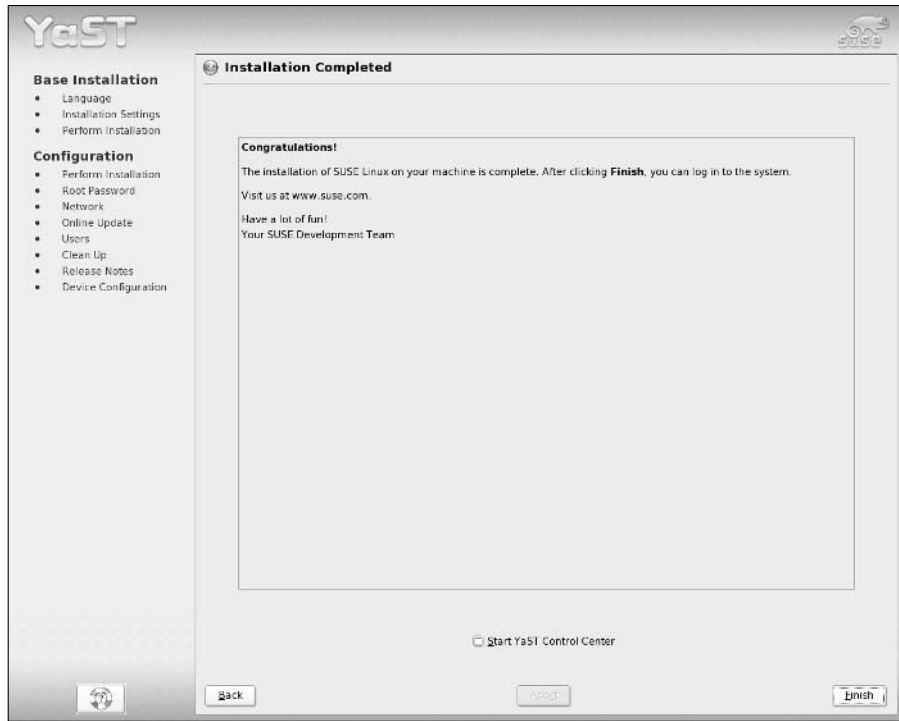 YaST
SUSE
Base Installation
• Language
• Installation Settings
• Perform Installation
Configuration
• Perform Installation
• Root Password
• Network
• Online Update
• Users
• Clean Up
• Release Notes
• Device Configuration
Installation Completed
Congratulations!
The installation of SUSE Linux on your machine is complete. After clicking Finish, you can log in to the system.
Visit us at www.suse.com.
Have a lot of fun!
Your SUSE Development Team
Start YaST Control Center
Back
Abort
Finish